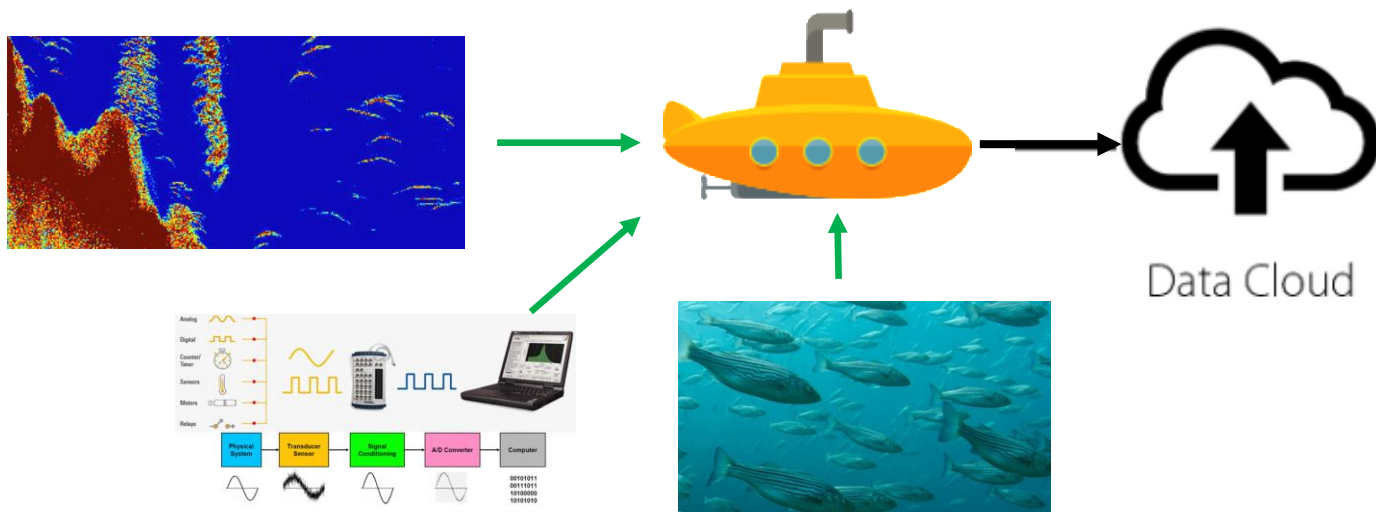 Data Cloud
Analog
Digital
Counter/
Timer
Sensors
Motors
Relays
Physical
System
Transducer
Sensor
Signal
Conditioning
A/D Converter
Computer
00101011
00111011
10100000
10101010